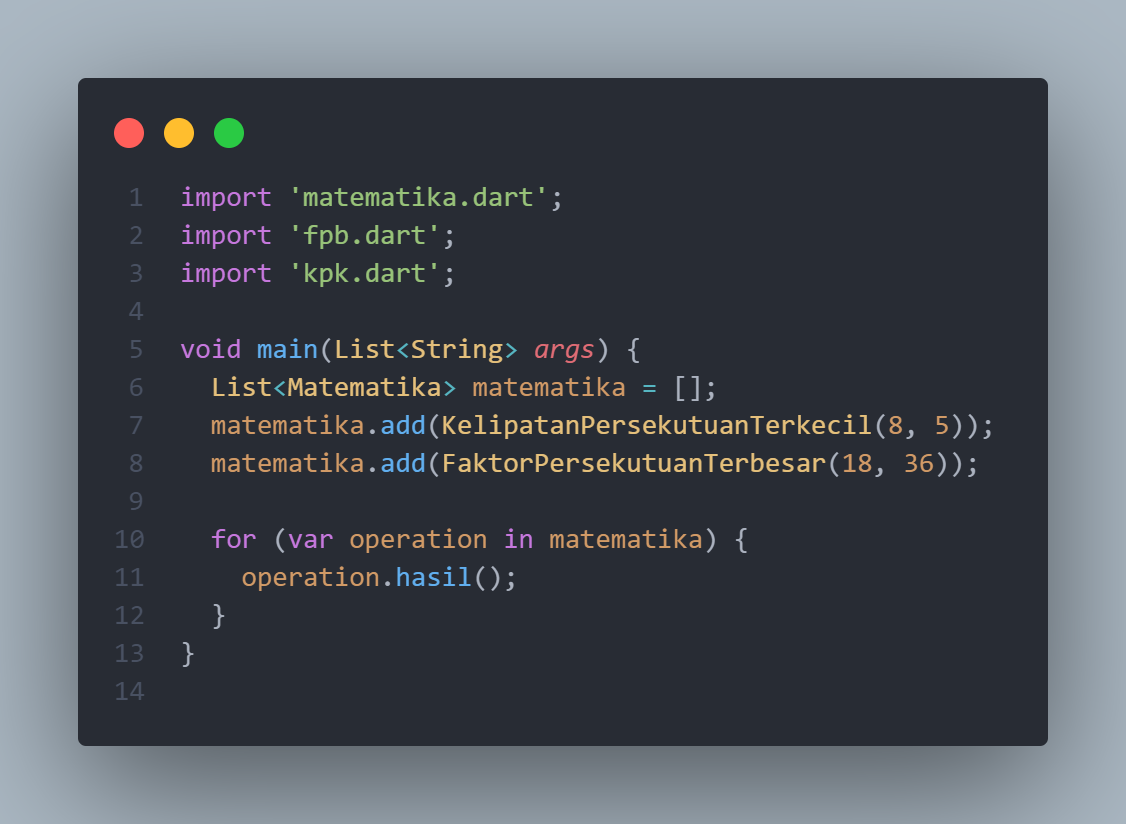 1 import 'matematika.dart';
2 import 'fpb.dart';
3 import 'kpk.dart';
4
5 void main(List<String> args) {
6   List<Matematika> matematika = [];
7   matematika.add(KelipatanPersekutuanTerkecil(8, 5));
8   matematika.add(FaktorPersekutuanTerbesar(18, 36));
9
10   for (var operation in matematika) {
11     operation.hasil();
12   }
13 }
14